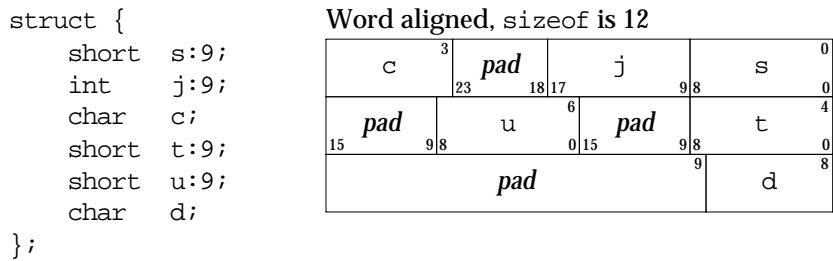 struct {
short s:9;
int j:9;
char c;
short t:9;
short u:9;
char d;
};
Word aligned, sizeof is 12
c 3 pad 23 18 j 17 9 s 0 8 0
pad 15 9 u 6 8 0 pad 15 9 t 4 8 0
pad 9 d 8